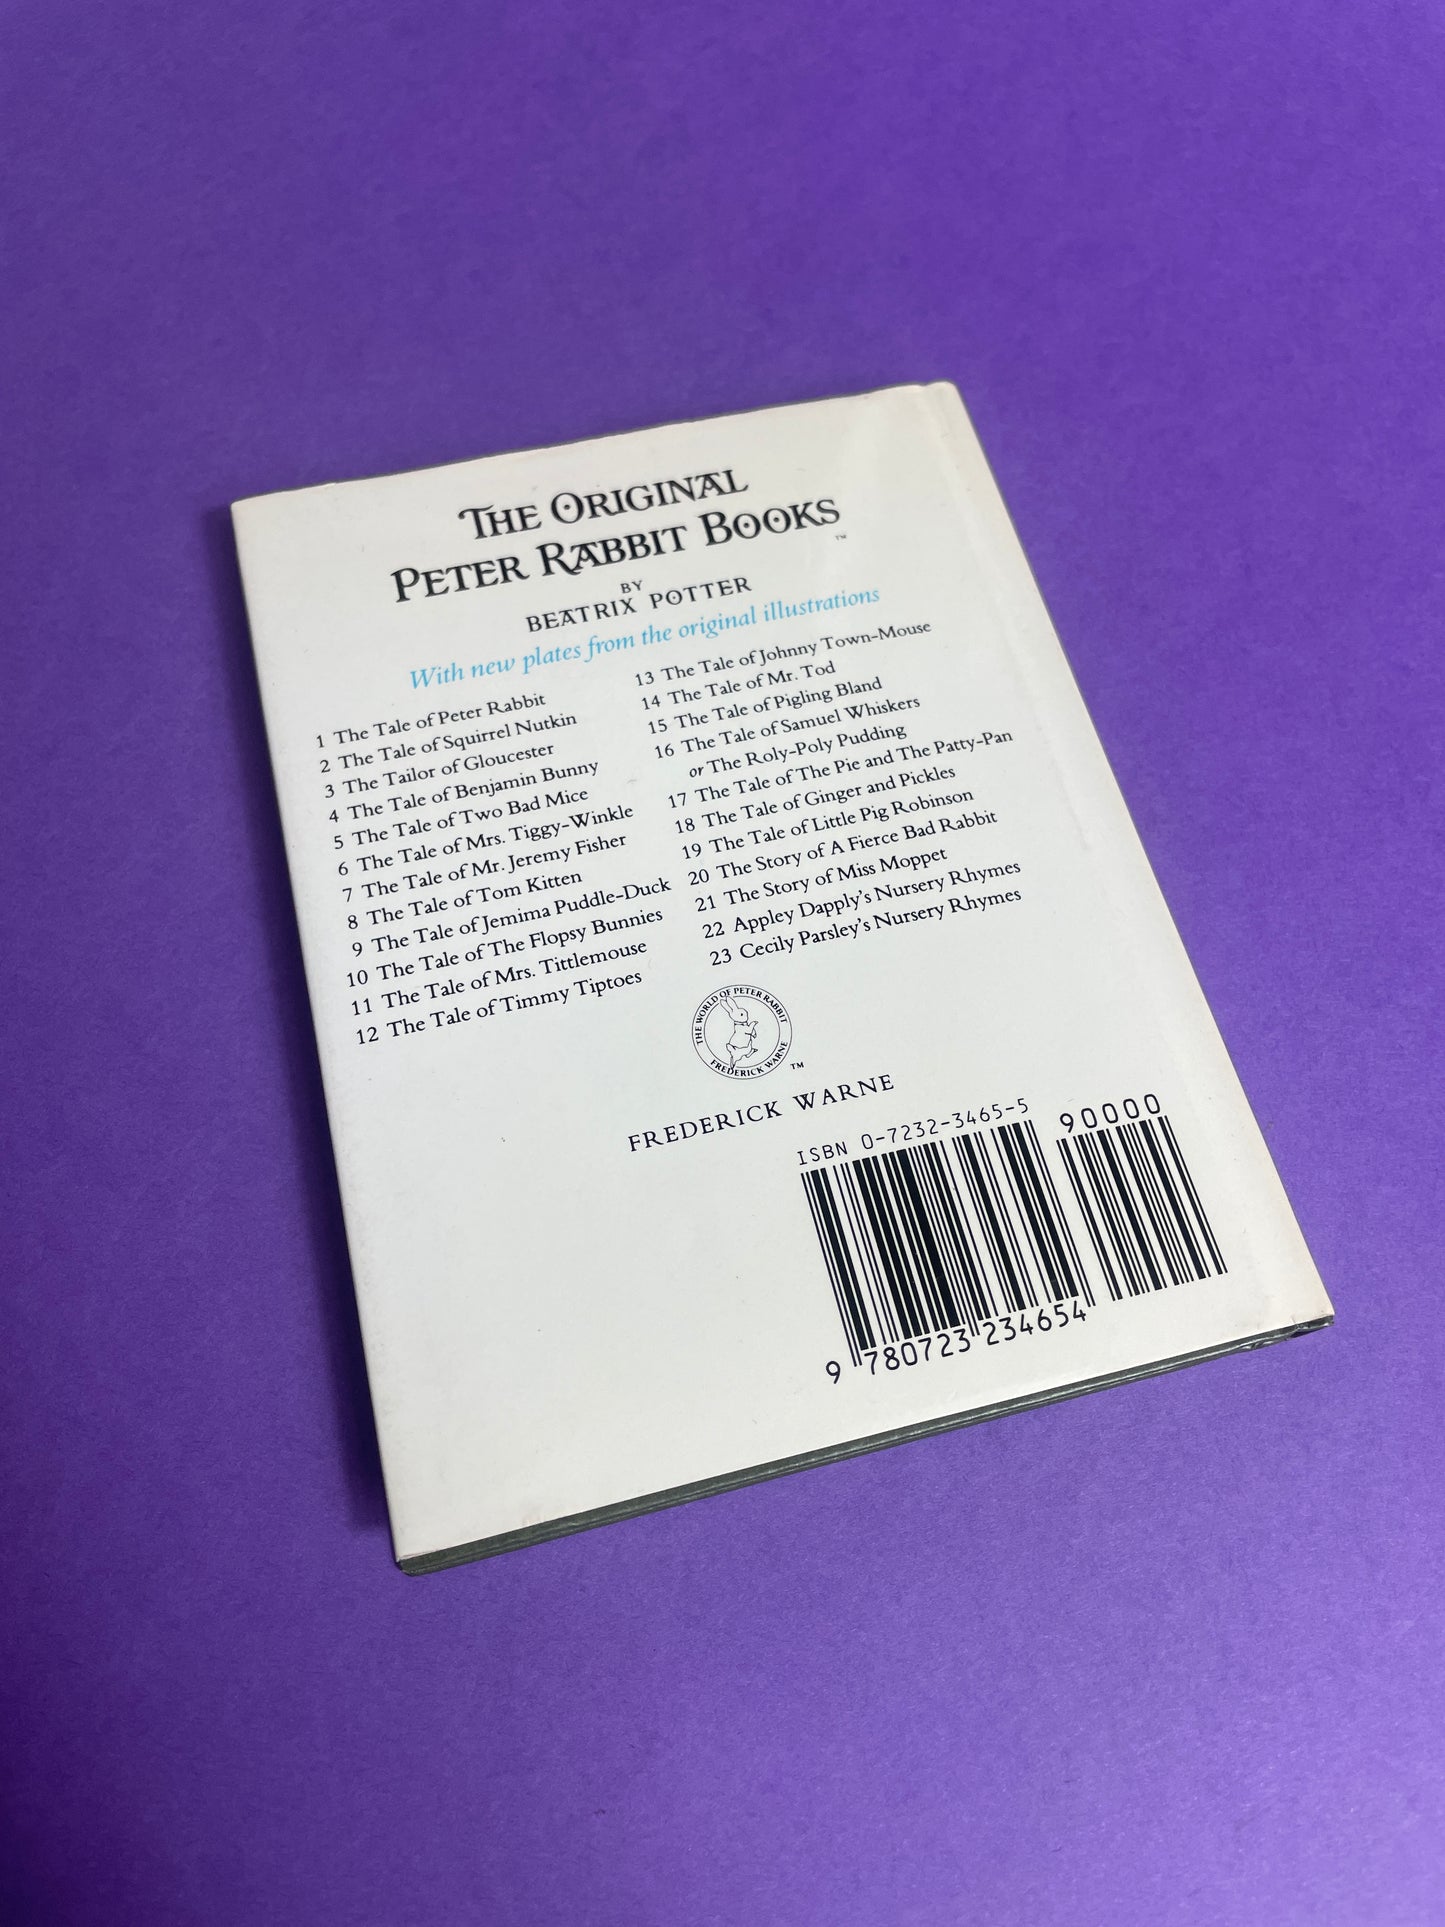 THE ORIGINAL
PETER RABBIT BOOKS™
BY
BEATRIX POTTER
With new plates from the original illustrations
1 The Tale of Peter Rabbit
2 The Tale of Squirrel Nutkin
3 The Tailor of Gloucester
4 The Tale of Benjamin Bunny
5 The Tale of Two Bad Mice
6 The Tale of Mrs. Tiggy-Winkle
7 The Tale of Mr. Jeremy Fisher
8 The Tale of Tom Kitten
9 The Tale of Jemima Puddle-Duck
10 The Tale of The Flopsy Bunnies
11 The Tale of Mrs. Tittlemouse
12 The Tale of Timmy Tiptoes
13 The Tale of Johnny Town-Mouse
14 The Tale of Mr. Tod
15 The Tale of Pigling Bland
16 The Tale of Samuel Whiskers
or The Roly-Poly Pudding
17 The Tale of The Pie and The Patty-Pan
18 The Tale of Ginger and Pickles
19 The Tale of Little Pig Robinson
20 The Story of A Fierce Bad Rabbit
21 The Story of Miss Moppet
22 Appley Dapply's Nursery Rhymes
23 Cecily Parsley's Nursery Rhymes
THE WORLD OF PETER RABBIT
FREDERICK WARNE
™
FREDERICK WARNE
ISBN 0-7232-3465-5
90000
9 780723 234654